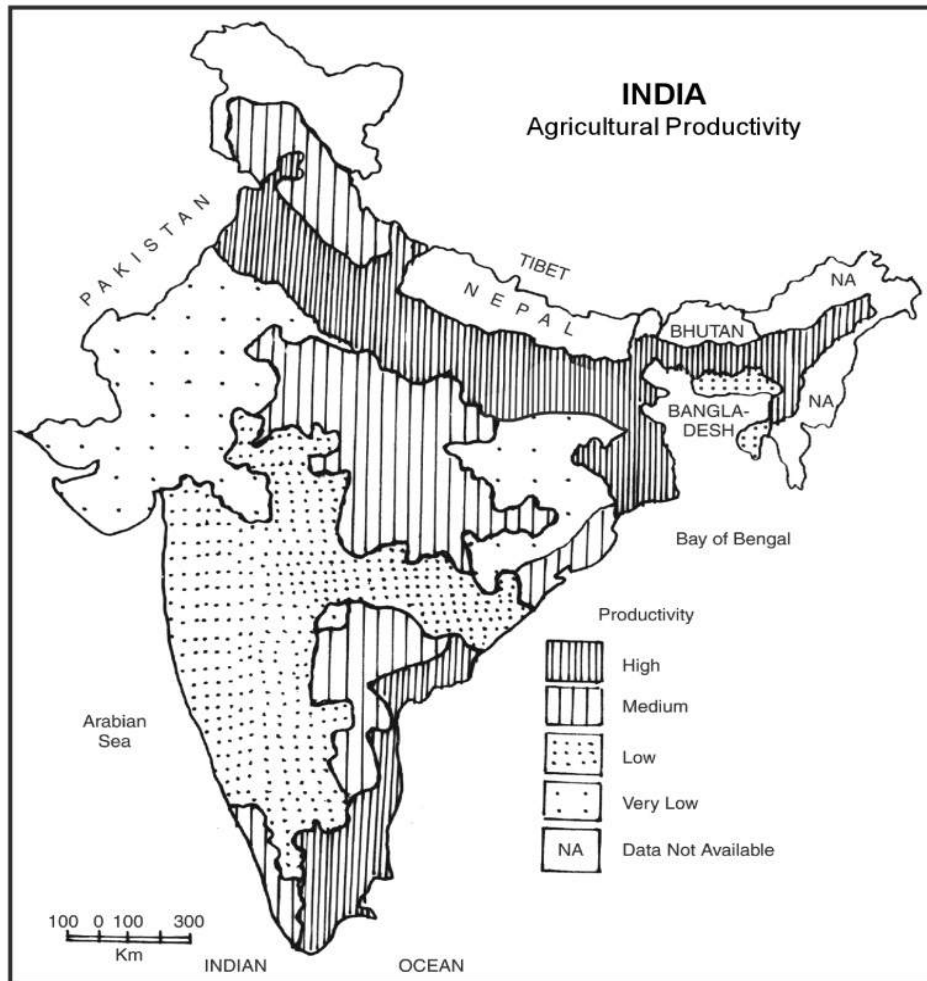 INDIA
Agricultural Productivity
PAKISTAN
TIBET
NEPAL
BHUTAN
NA
BANGLA-
DESH
NA
Bay of Bengal
Arabian
Sea
Productivity
High
Medium
Low
Very Low
NA Data Not Available
100 0 100 300
Km
INDIAN OCEAN